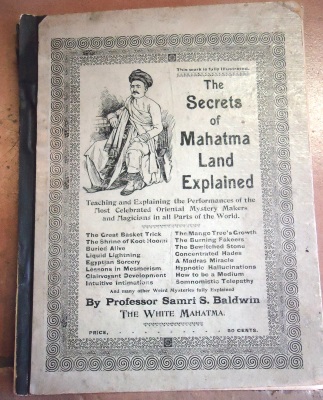 This work is fully Illustrated.
The
Secrets
of
Mahatma
Land
Explained
Teaching and Explaining the Performances of the
Most Celebrated Oriental Mystery Makers
and Magicians in all Parts of the World.
The Great Basket Trick
The Shrine of Koot Hoomi
Buried Alive
Liquid Lightning
Egyptian Sorcery
Lessons in Mesmerism
Clairvoyant Development
Intuitive Intimations
The Mango Tree's Growth
The Burning Fakeers
The Bewitched Stone
Concentrated Hades
A Madras Miracle
Hypnotic Hallucinations
How to be a Medium
Somnomistic Telepathy
And many other Weird Mysteries fully Explained
By Professor Samri S. Baldwin
THE WHITE MAHATMA.
PRICE, . . . . . . . 50 CENTS.